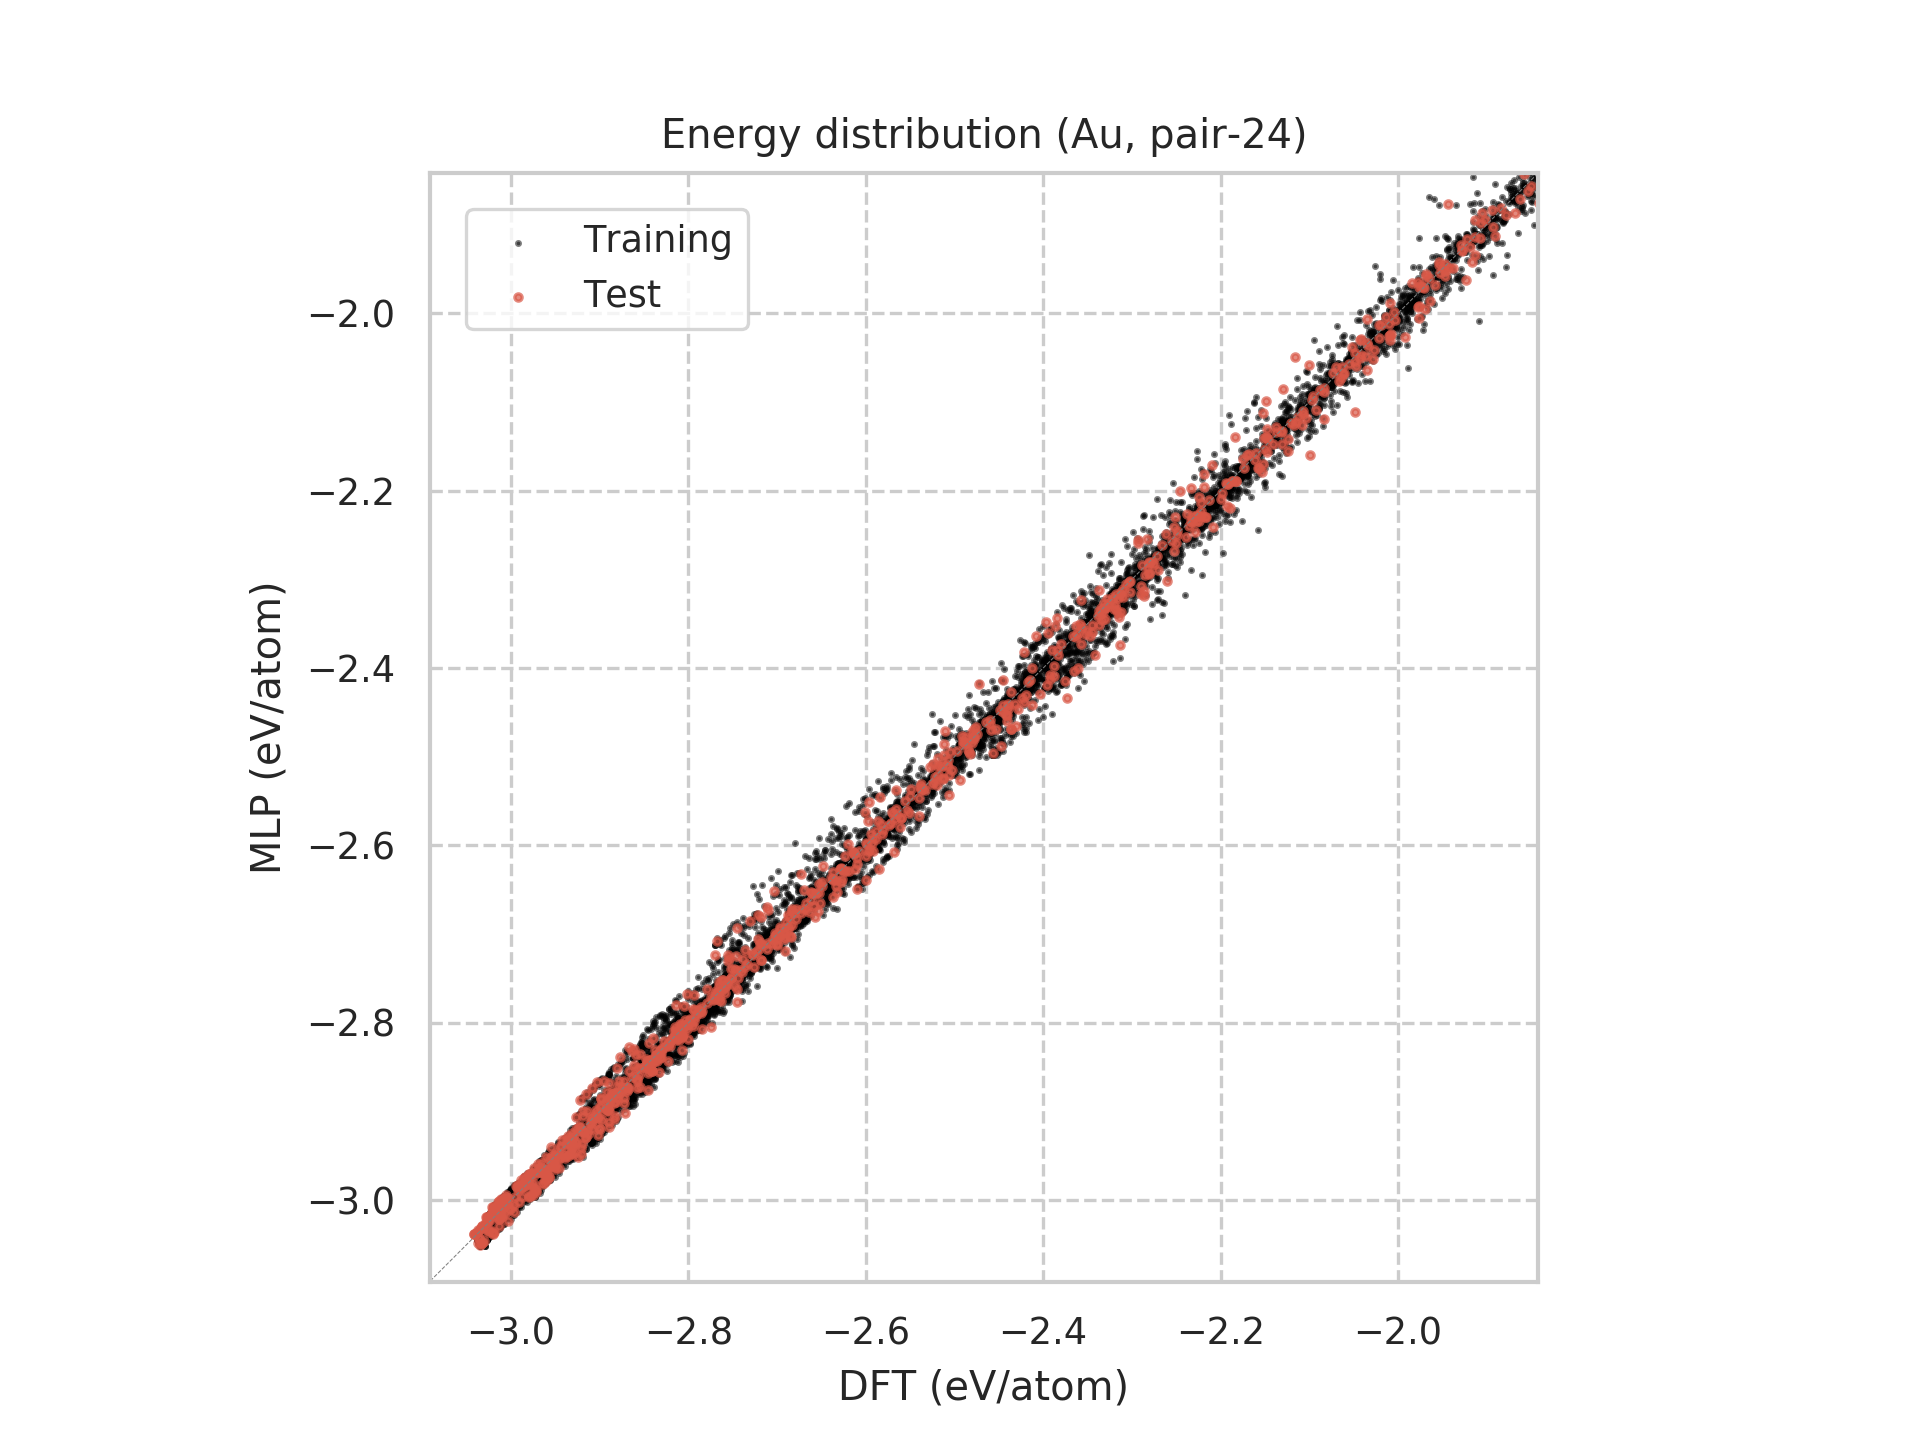 Energy distribution (Au, pair-24)
Training
Test
MLP (eV/atom)
−2.0
−2.2
−2.4
−2.6
−2.8
−3.0
−3.0 −2.8 −2.6 −2.4 −2.2 −2.0
DFT (eV/atom)